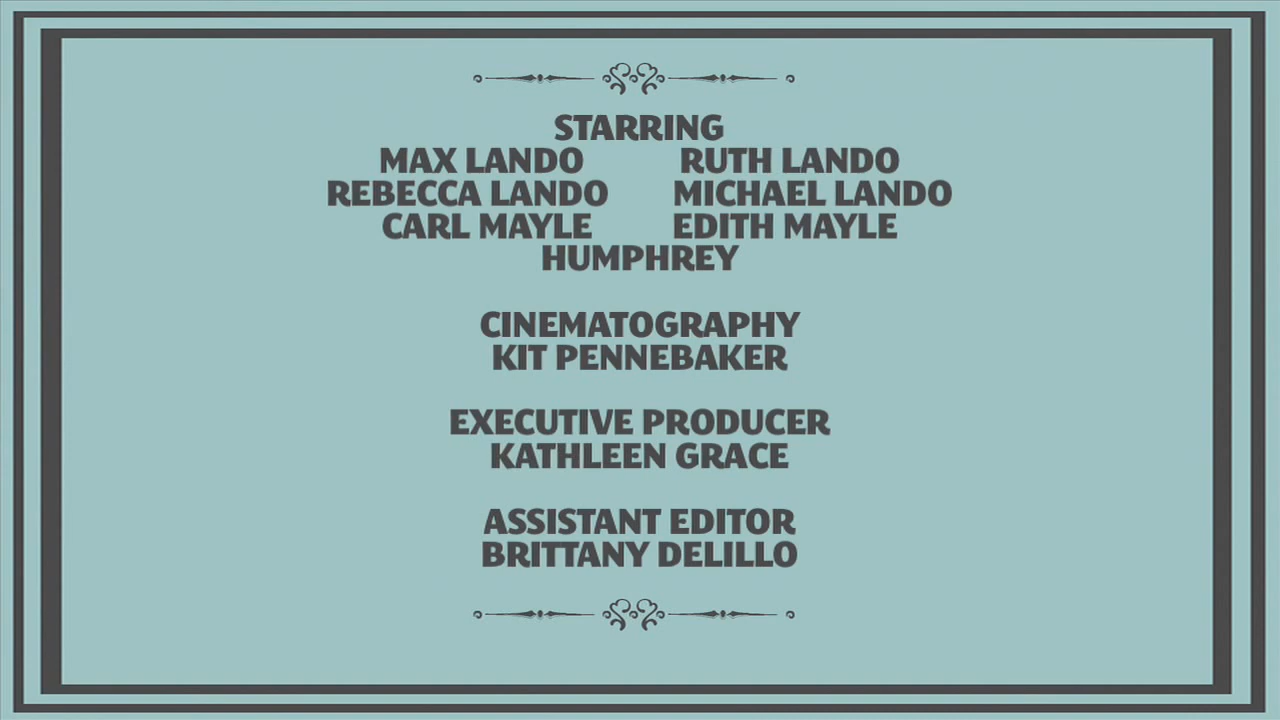 STARRING
MAX LANDO RUTH LANDO
REBECCA LANDO MICHAEL LANDO
CARL MAYLE EDITH MAYLE
HUMPHREY
CINEMATOGRAPHY
KIT PENNEBAKER
EXECUTIVE PRODUCER
KATHLEEN GRACE
ASSISTANT EDITOR
BRITTANY DELILLO